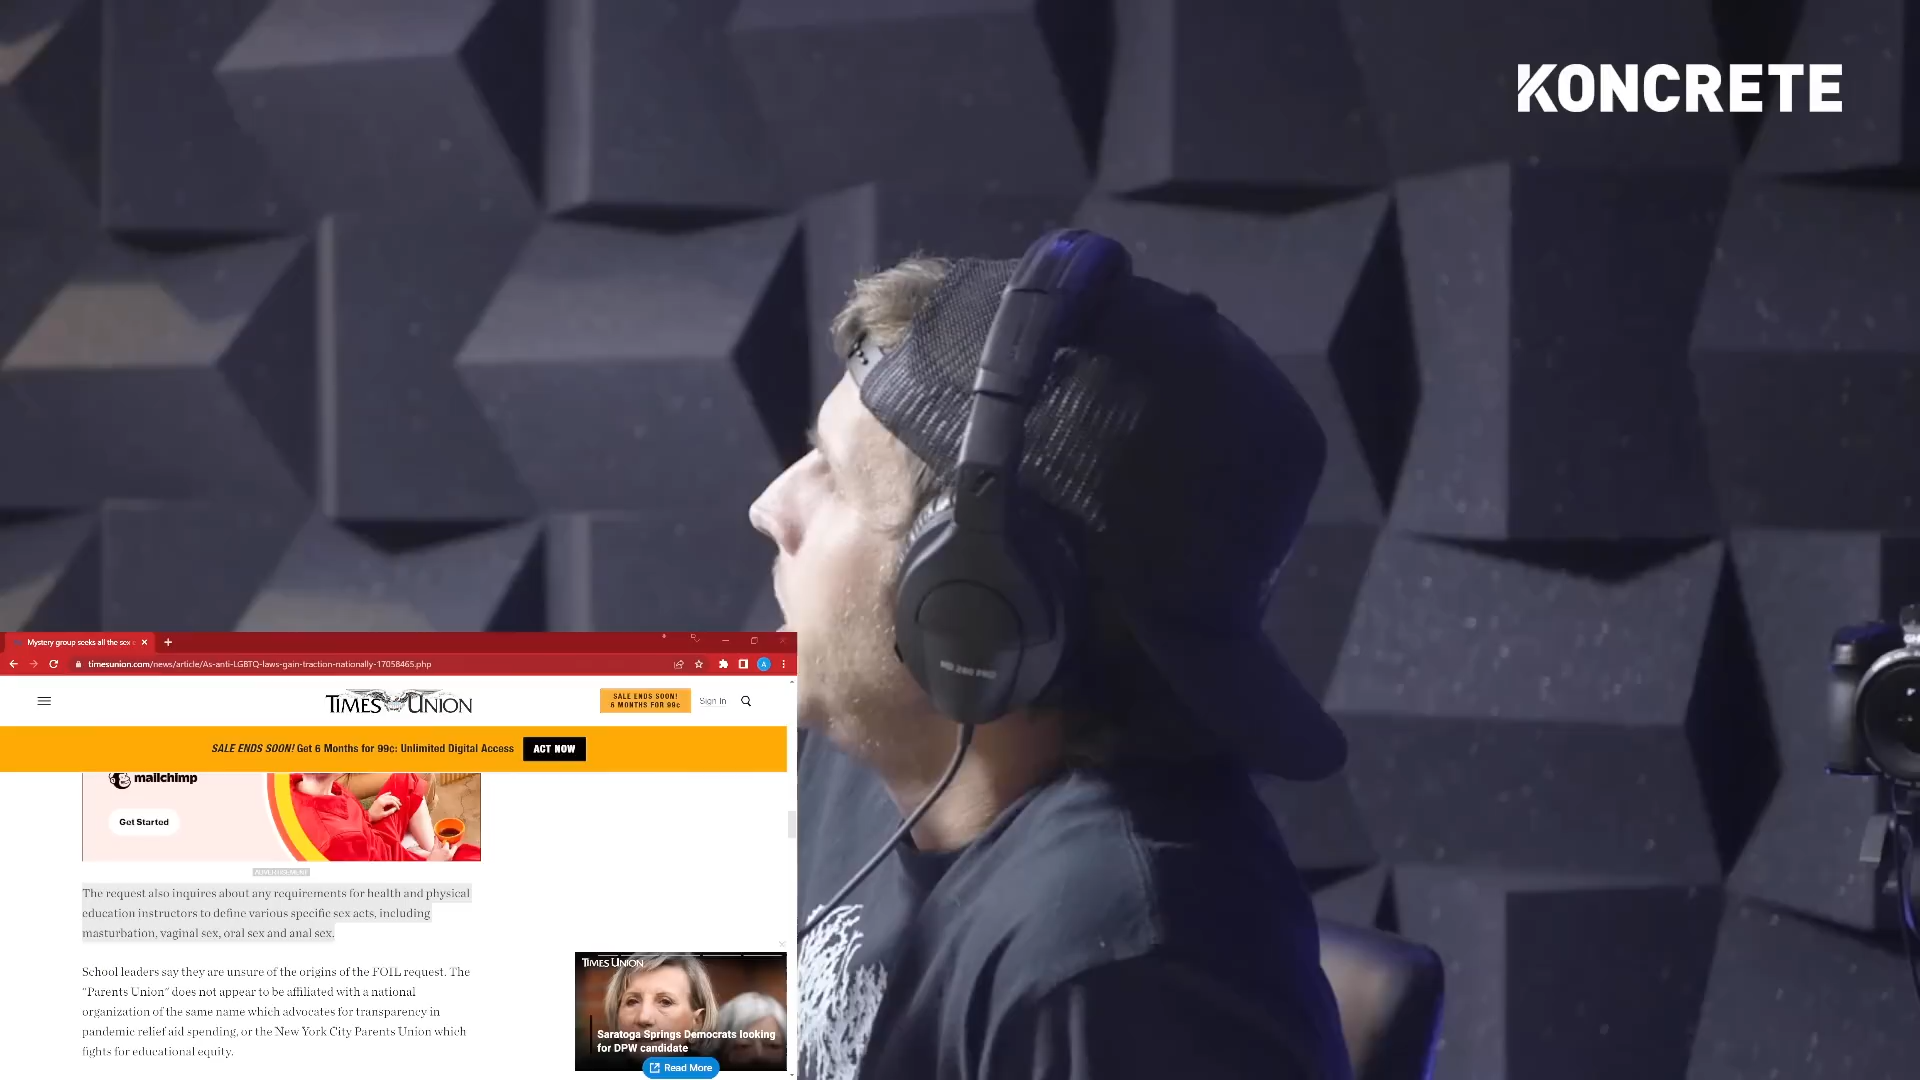 KONCRETE
HD 280 PRO
Mystery group seeks all the sex
timesunion.com/news/article/As-anti-LGBTQ-laws-gain-traction-nationally-17058465.php
A
TIMES UNION
SALE ENDS SOON!
6 MONTHS FOR 99c
Sign In
SALE ENDS SOON! Get 6 Months for 99c: Unlimited Digital Access
ACT NOW
mailchimp
Get Started
ADVERTISEMENT
The request also inquires about any requirements for health and physical
education instructors to define various specific sex acts, including
masturbation, vaginal sex, oral sex and anal sex.
School leaders say they are unsure of the origins of the FOIL request. The
“Parents Union” does not appear to be affiliated with a national
organization of the same name which advocates for transparency in
pandemic relief aid spending, or the New York City Parents Union which
fights for educational equity.
TIMES UNION
Saratoga Springs Democrats looking
for DPW candidate
Read More